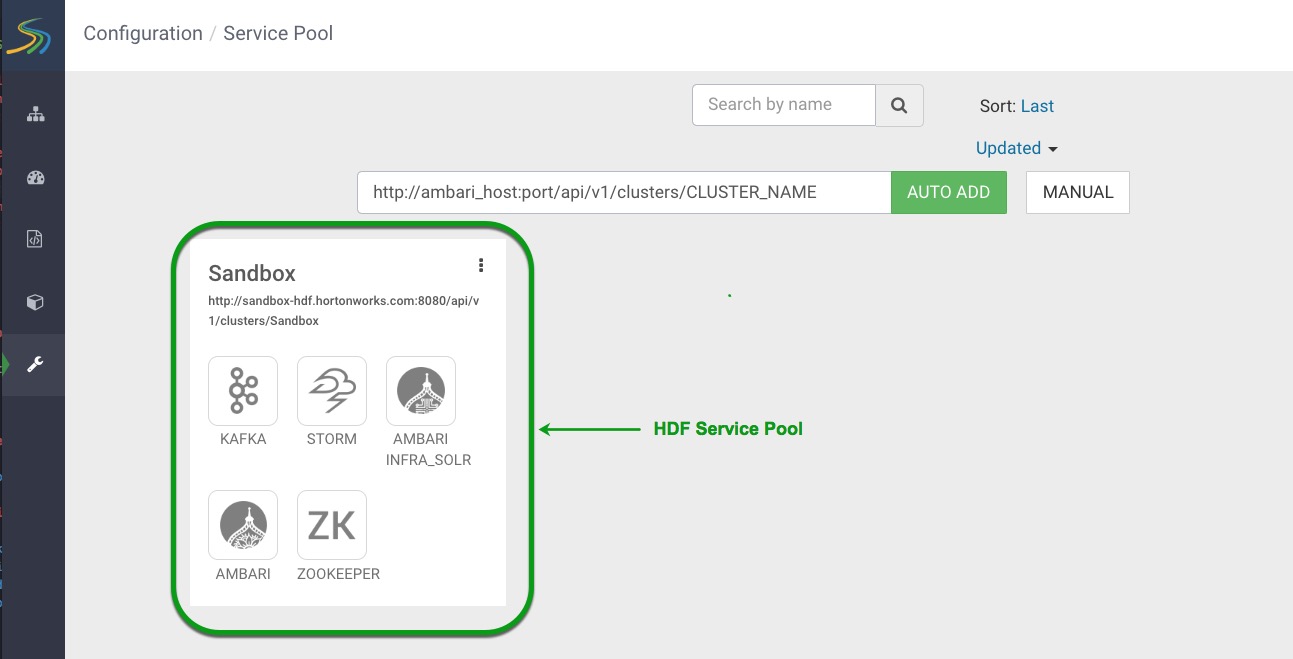 Configuration / Service Pool
Search by name
Sort: Last
Updated
http://ambari_host:port/api/v1/clusters/CLUSTER_NAME
AUTO ADD
MANUAL
Sandbox
http://sandbox-hdf.hortonworks.com:8080/api/v
1/clusters/Sandbox
KAFKA
STORM
AMBARI
INFRA_SOLR
HDF Service Pool
ZK
AMBARI
ZOOKEEPER